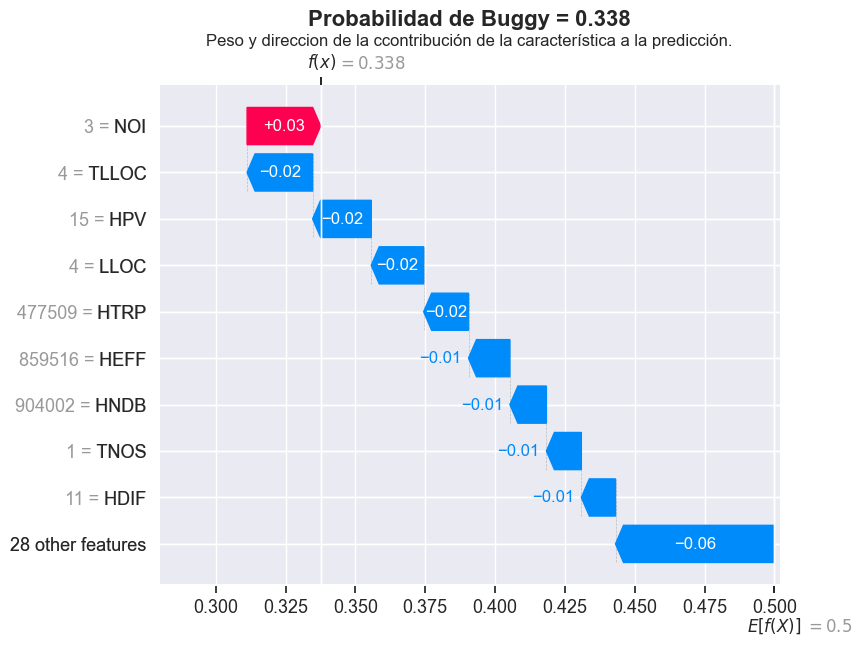 Probabilidad de Buggy = 0.338
Peso y direccion de la ccontribución de la característica a la predicción.
f(x) = 0.338
3 = NOI
+0.03
4 = TLLOC
−0.02
15 = HPV
−0.02
4 = LLOC
−0.02
477509 = HTRP
−0.02
859516 = HEFF
−0.01
904002 = HNDB
−0.01
1 = TNOS
−0.01
11 = HDIF
−0.01
28 other features
−0.06
0.300 0.325 0.350 0.375 0.400 0.425 0.450 0.475 0.500
E[f(X)] = 0.5